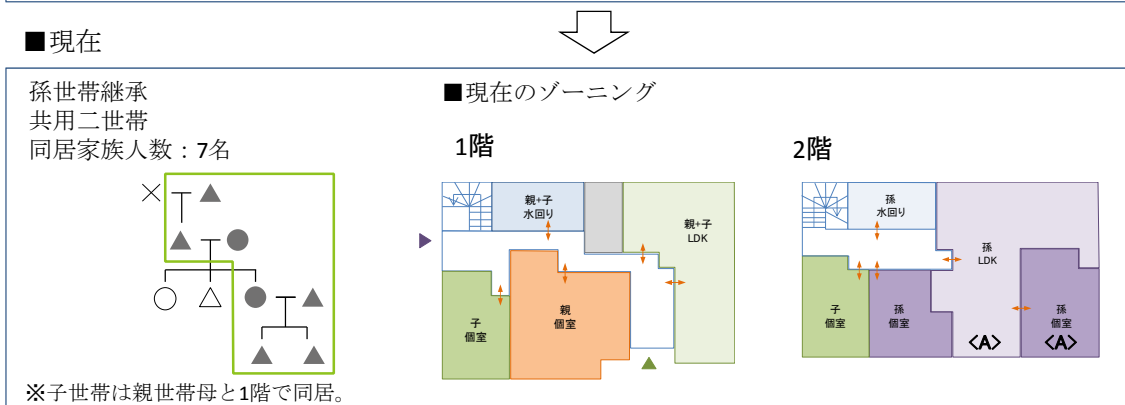 ■現在
孫世帯継承
共用二世帯
同居家族人数：7名
※子世帯は親世帯母と1階で同居。
■現在のゾーニング
1階
親+子
水回り
親+子
LDK
子
個室
親
個室
2階
孫
水回り
孫
LDK
子
個室
孫
個室
<A>
孫
個室
<A>